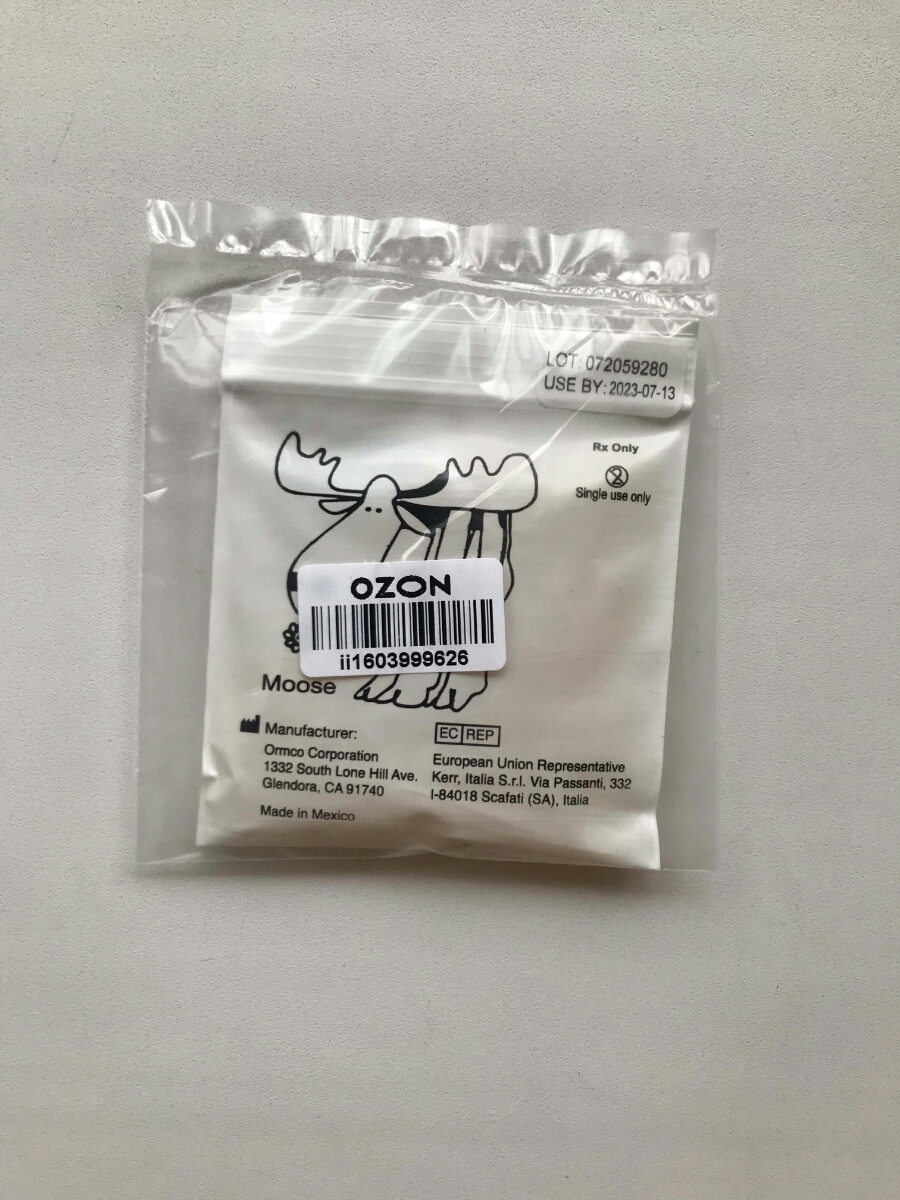 LOT: 072059280
USE BY: 2023-07-13
Rx Only
2
Single use only
OZON
ii1603999626
Moose
Manufacturer:
Ormco Corporation
1332 South Lone Hill Ave.
Glendora, CA 91740
Made in Mexico
EC REP
European Union Representative
Kerr, Italia S.r.l. Via Passanti, 332
I-84018 Scafati (SA), Italia